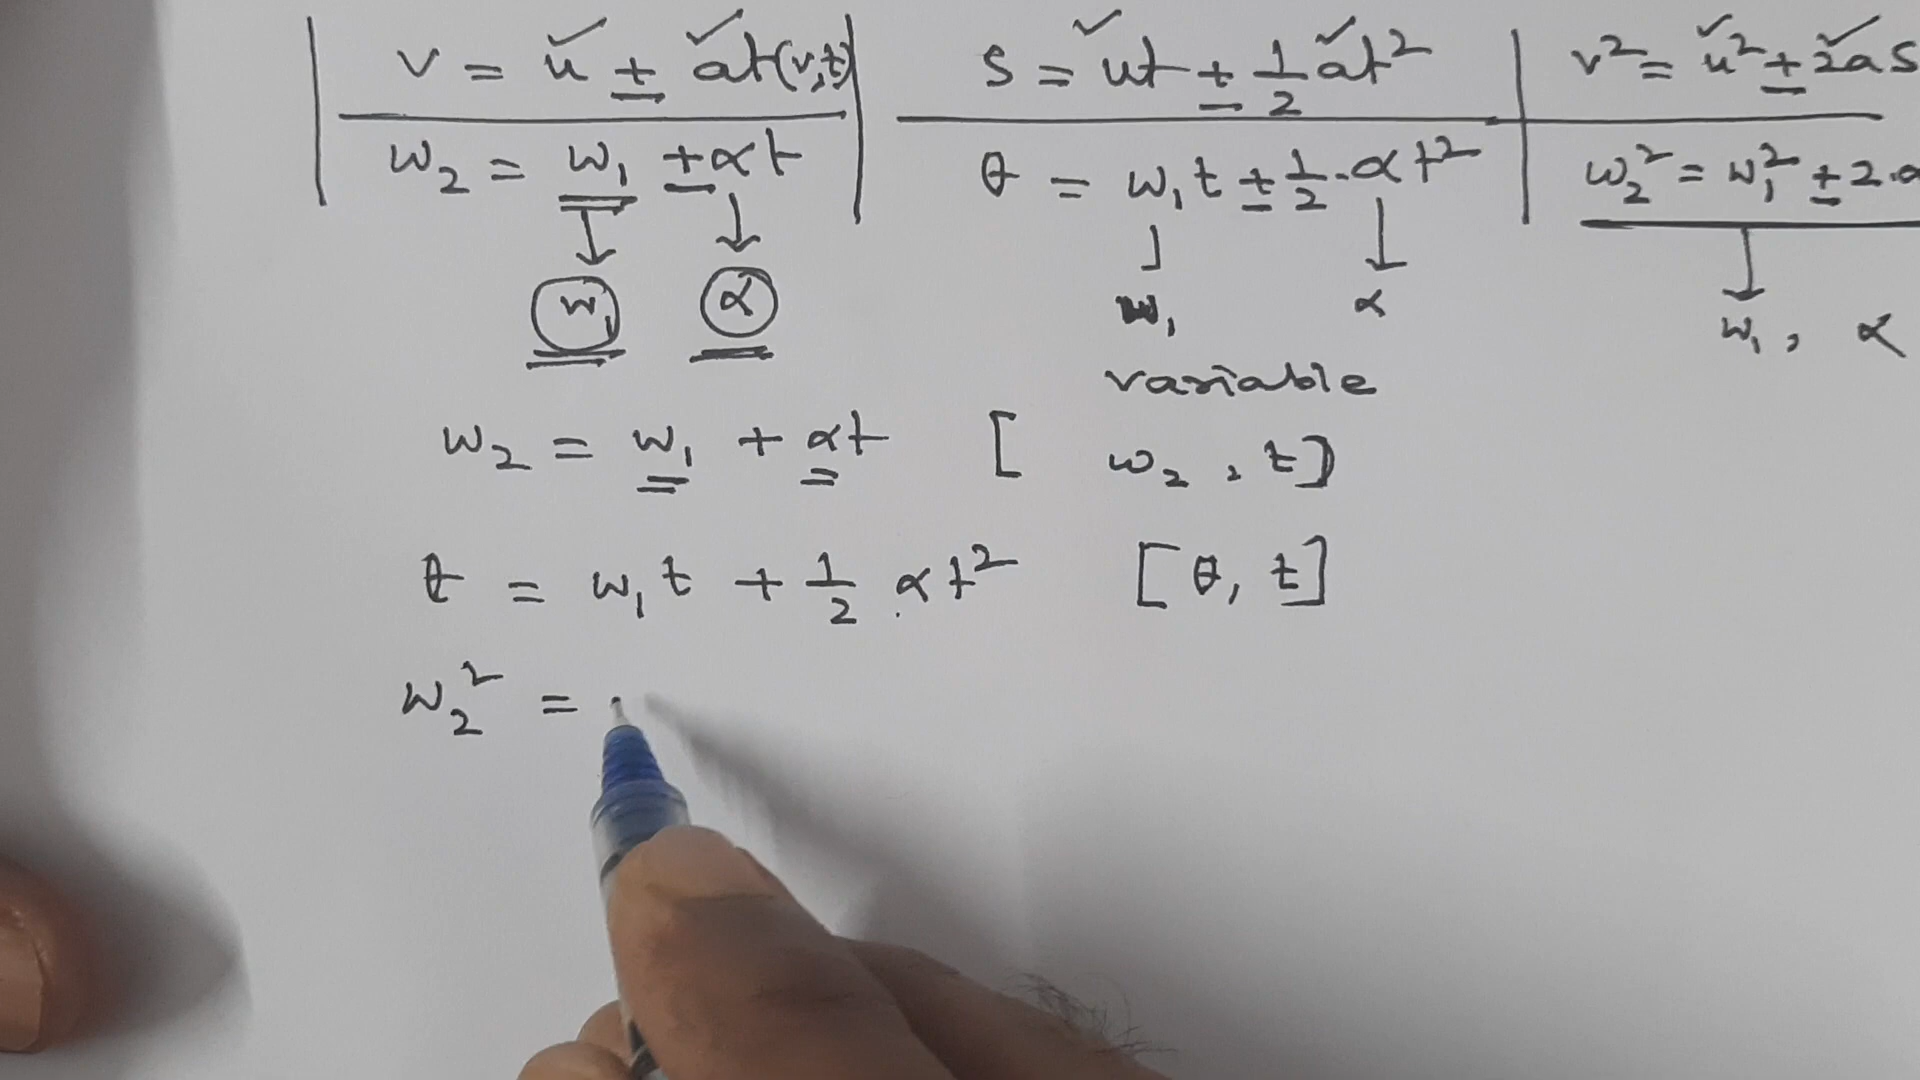 v = u ± at (v,t) | s = ut ± 1/2 at² | v² = u² ± 2as
ω₂ = ω₁ ± αt | θ = ω₁t ± 1/2 · αt² | ω₂² = ω₁² ± 2·α
ω₁ α ω₁ α ω₁, α
variable
ω₂ = ω₁ + αt [ ω₂, t]
θ = ω₁t + 1/2 αt² [θ, t]
ω₂² =